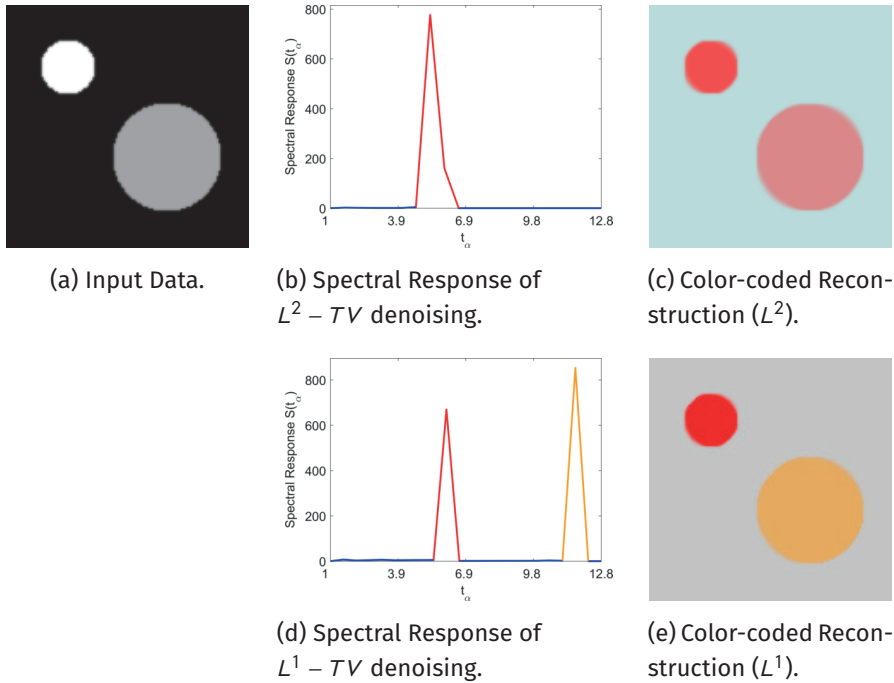 800
600
400
200
0
Spectral Response S(t_α)
1 3.9 6.9 9.8 12.8
t_α
(a) Input Data.
(b) Spectral Response of
L² – TV denoising.
(c) Color-coded Recon-
struction (L²).
800
600
400
200
0
Spectral Response S(t_α)
1 3.9 6.9 9.8 12.8
t_α
(d) Spectral Response of
L¹ – TV denoising.
(e) Color-coded Recon-
struction (L¹).